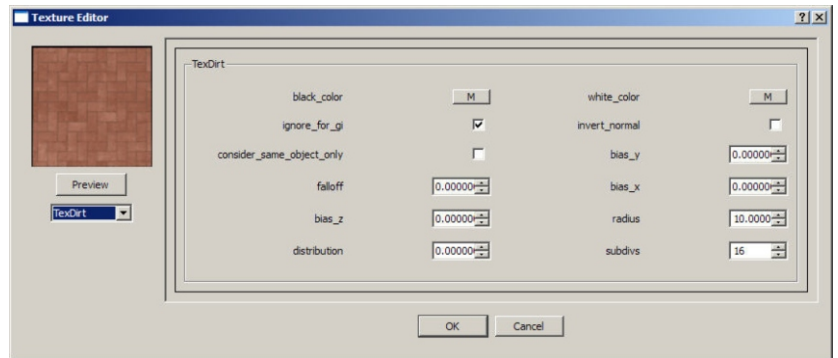 Texture Editor
TexDirt
black_color M white_color M
ignore_for_gi invert_normal
consider_same_object_only bias_y 0.00000
falloff 0.00000 bias_x 0.00000
bias_z 0.00000 radius 10.0000
distribution 0.00000 subdivs 16
Preview
TexDirt
OK Cancel